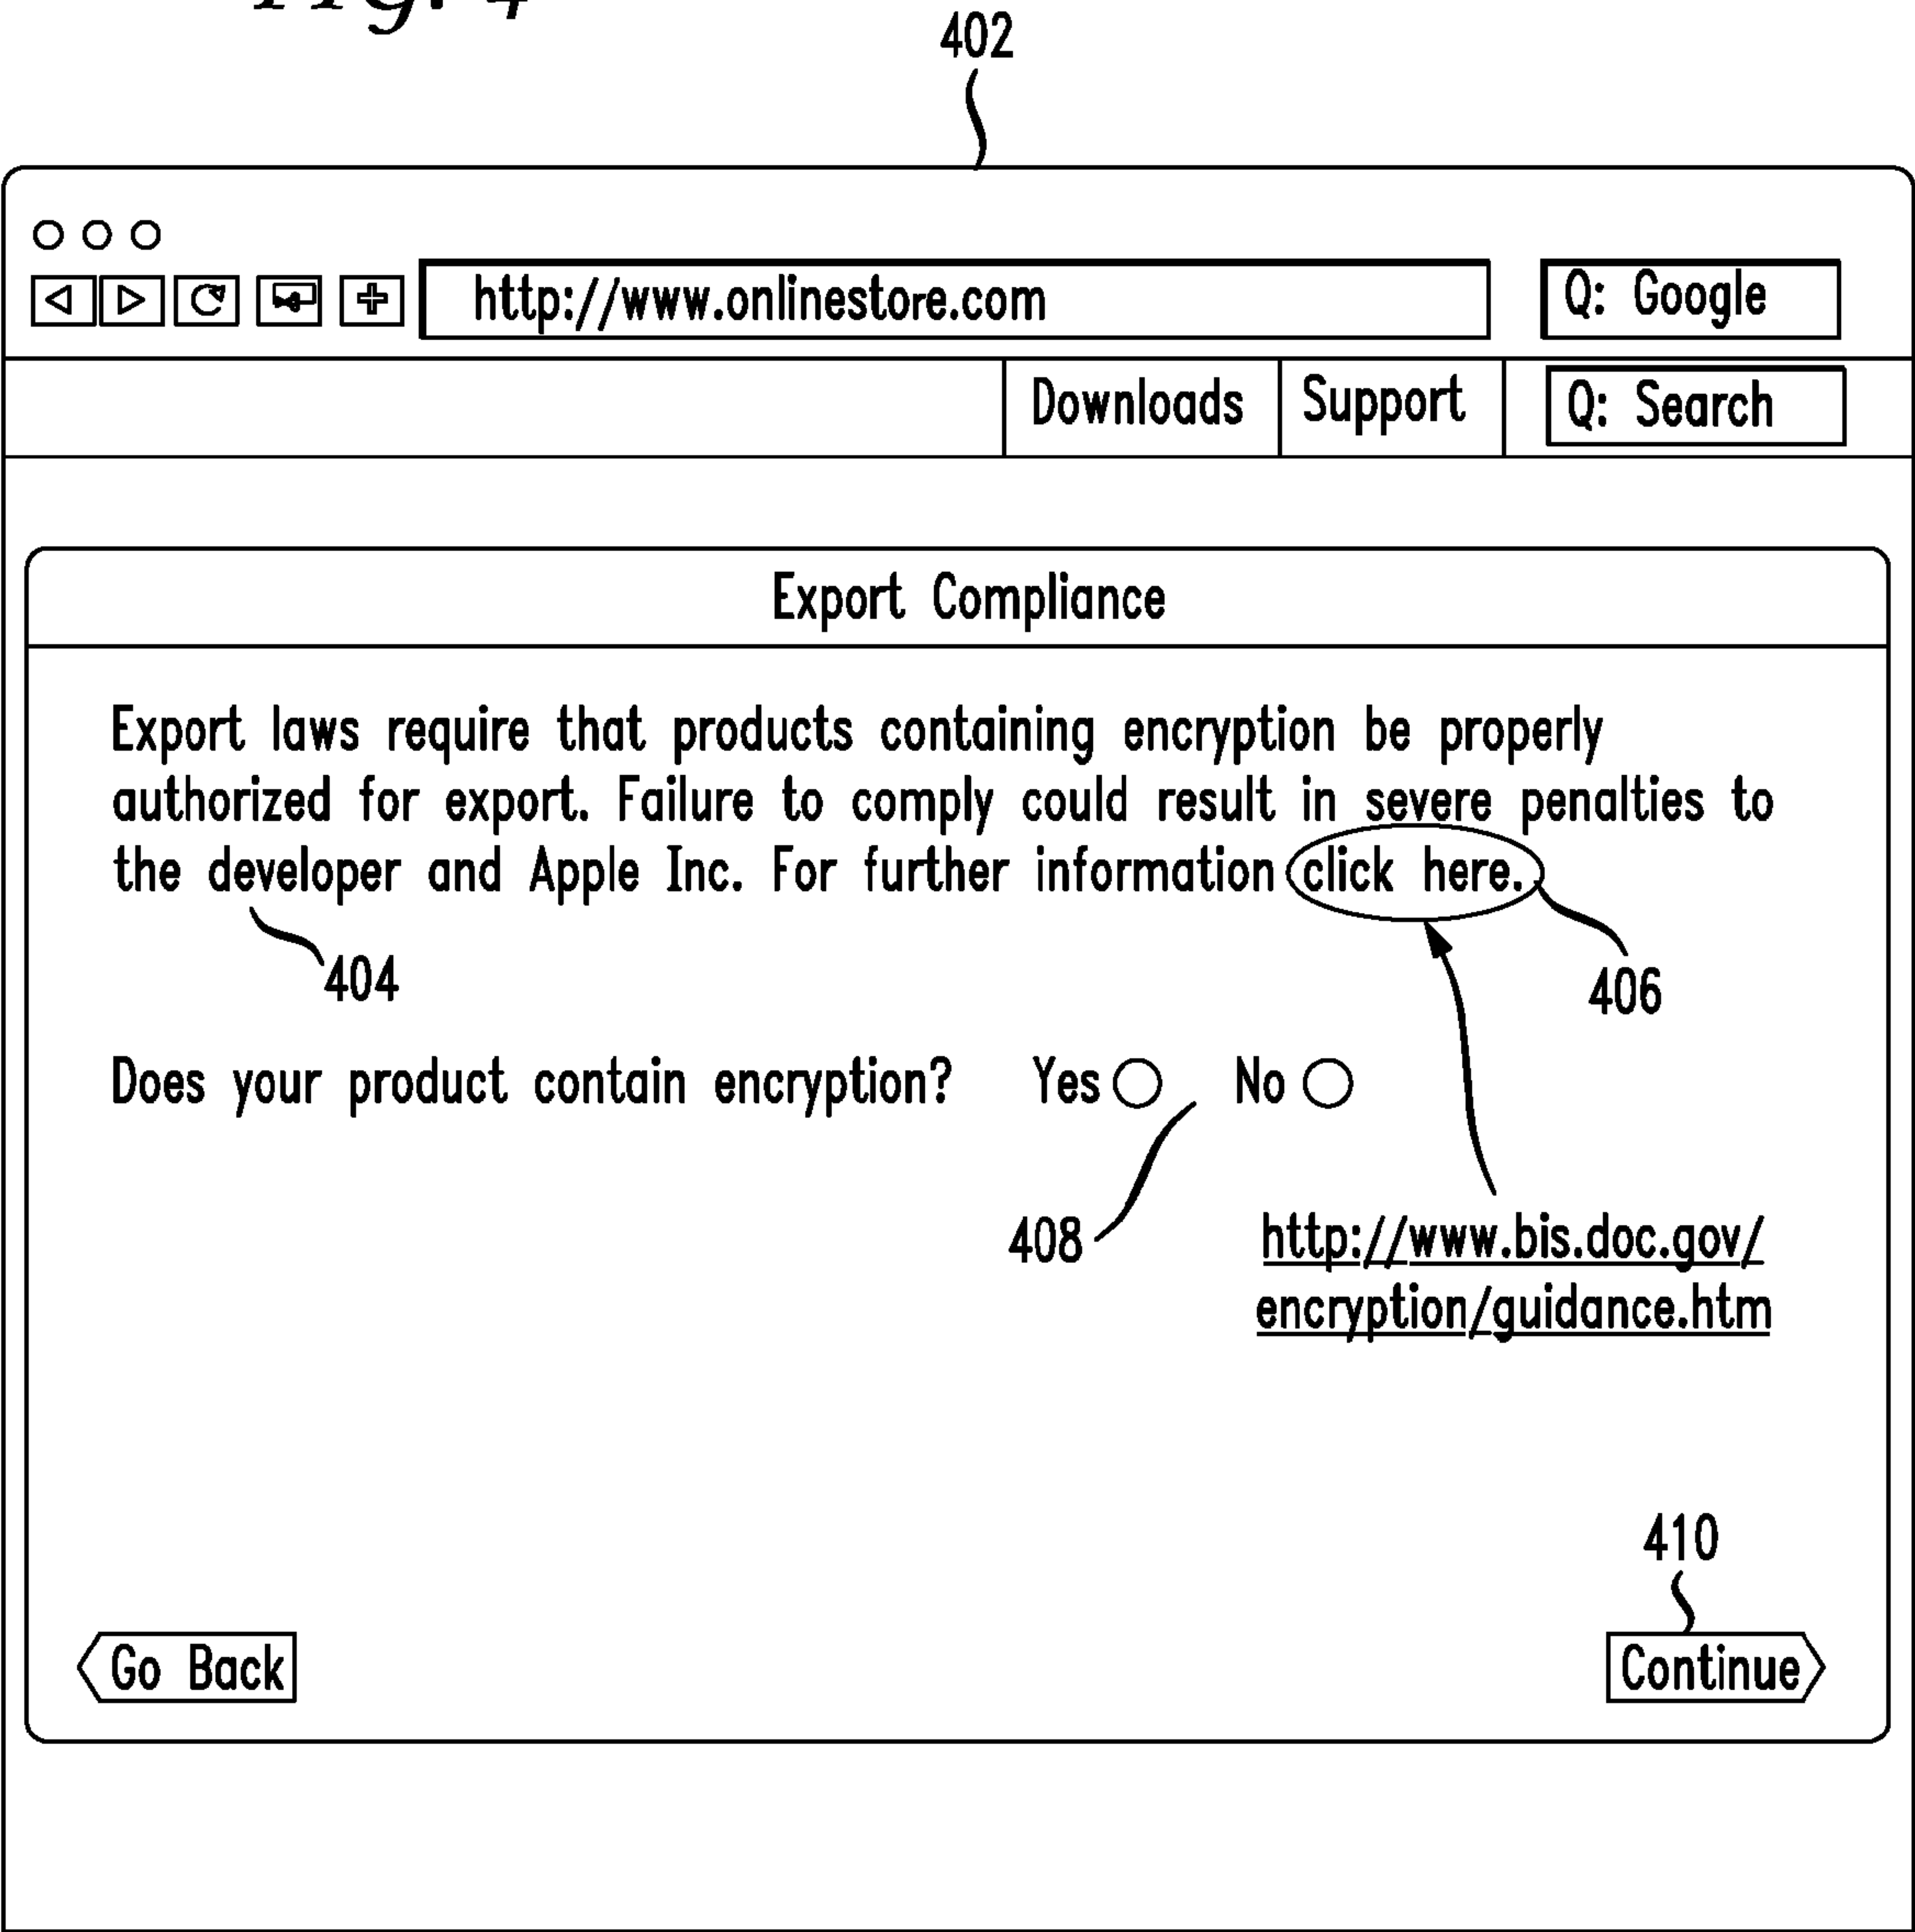 Fig. 4
402
http://www.onlinestore.com
Q: Google
Downloads
Support
Q: Search
Export Compliance
Export laws require that products containing encryption be properly
authorized for export. Failure to comply could result in severe penalties to
the developer and Apple Inc. For further information click here.
404
406
Does your product contain encryption? Yes No
408
http://www.bis.doc.gov/
encryption/guidance.htm
410
Go Back
Continue